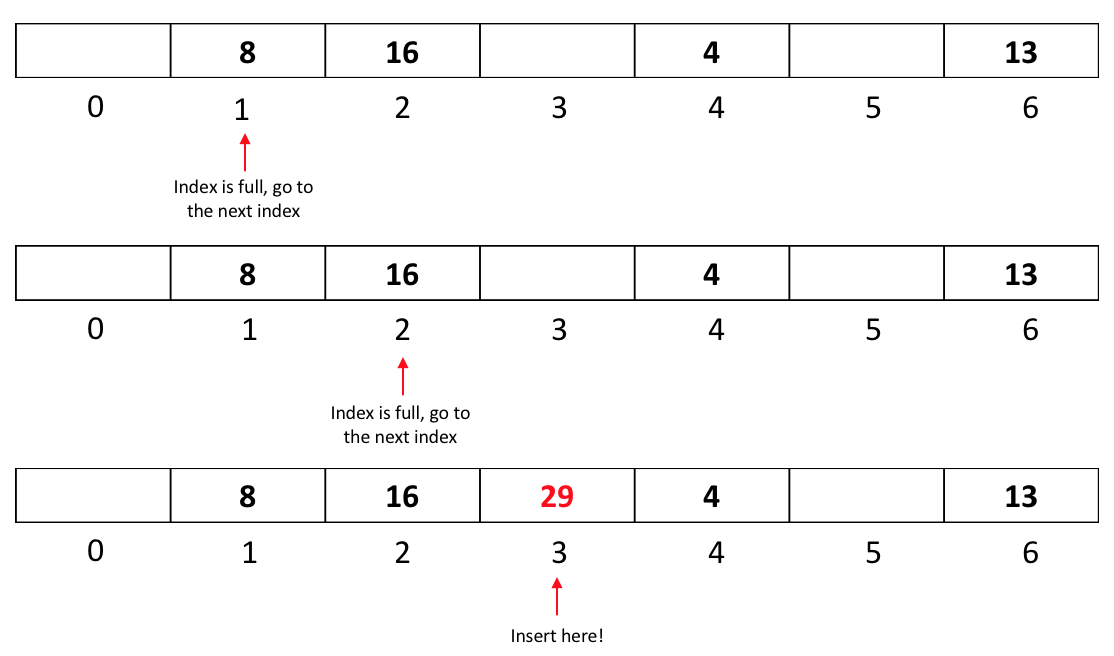 8 16 4 13
0 1 2 3 4 5 6
Index is full, go to
the next index
8 16 4 13
0 1 2 3 4 5 6
Index is full, go to
the next index
8 16 29 4 13
0 1 2 3 4 5 6
Insert here!